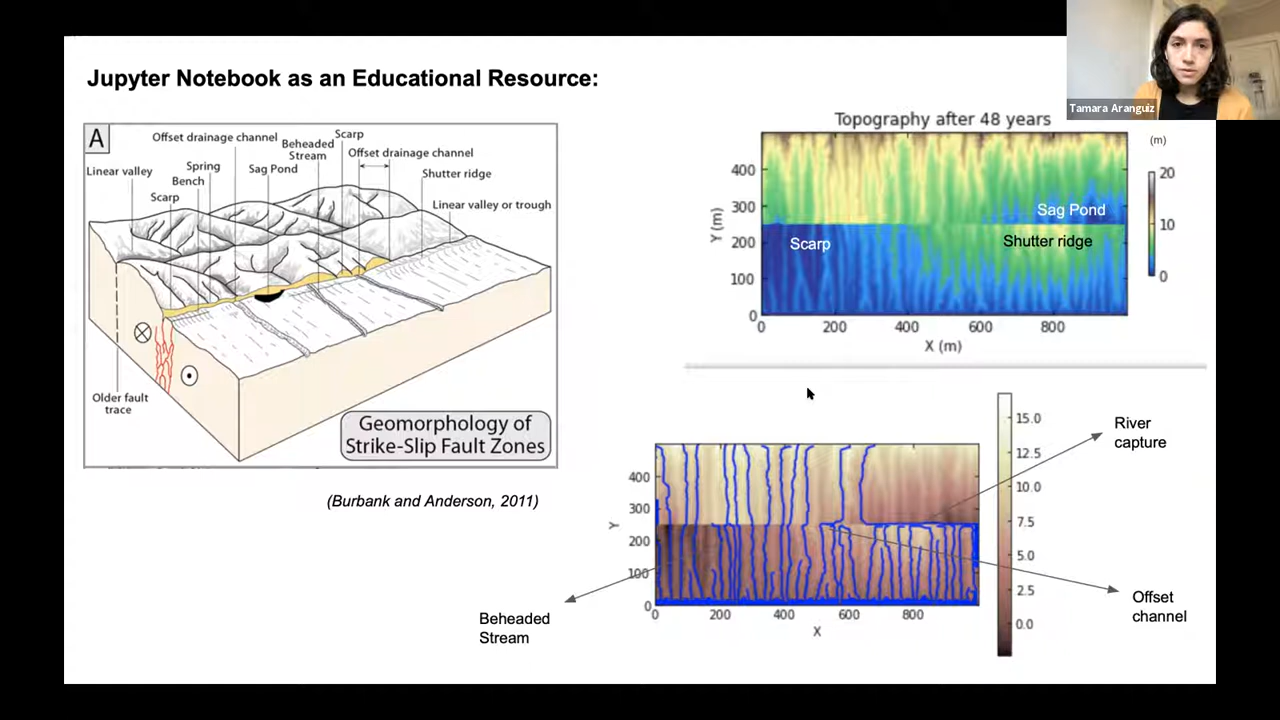 Jupyter Notebook as an Educational Resource:
Tamara Aranguiz
A
Scarp
Offset drainage channel
Beheaded
Stream
Offset drainage channel
Spring
Sag Pond
Linear valley
Bench
Shutter ridge
Scarp
Linear valley or trough
Older fault
trace
Geomorphology of
Strike-Slip Fault Zones
(Burbank and Anderson, 2011)
Topography after 48 years
(m)
20
10
0
Y (m)
400
300
200
100
0
Sag Pond
Scarp
Shutter ridge
0 200 400 600 800
X (m)
15.0
12.5
10.0
7.5
5.0
2.5
0.0
Y
400
300
200
100
0
0 200 400 600 800
X
River
capture
Offset
channel
Beheaded
Stream